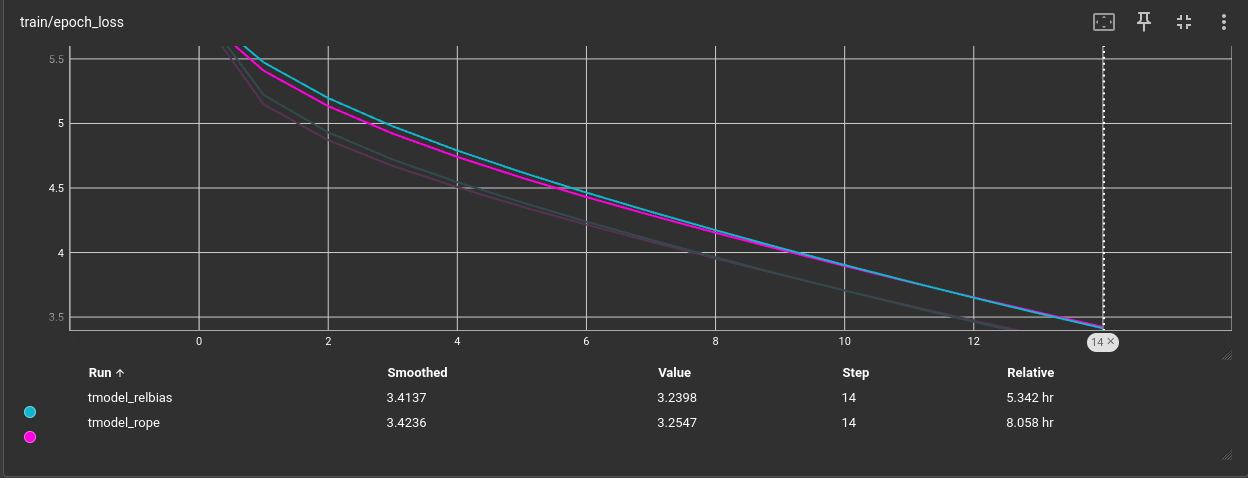 train/epoch_loss
5.5
5
4.5
4
3.5
0 2 4 6 8 10 12 14 ×
Run ↑ Smoothed Value Step Relative
tmodel_relbias 3.4137 3.2398 14 5.342 hr
tmodel_rope 3.4236 3.2547 14 8.058 hr